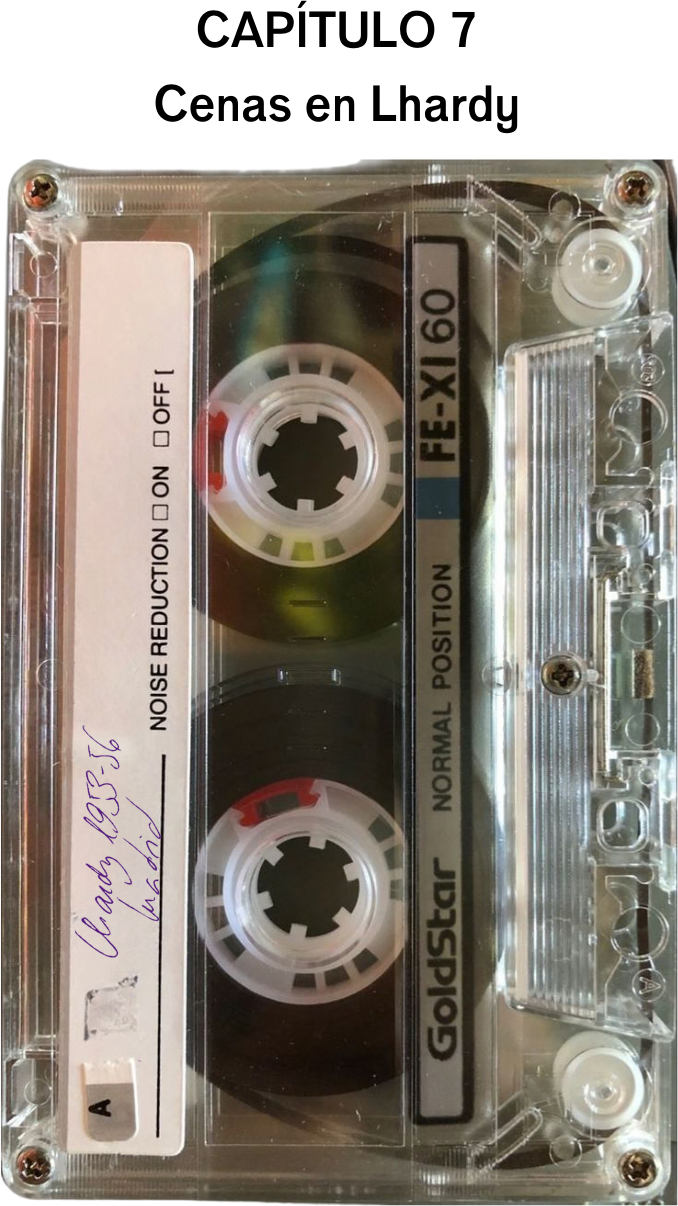 CAPÍTULO 7
Cenas en Lhardy
Lhardy 1953-56
Madrid
NOISE REDUCTION □ ON □ OFF [
A
GoldStar NORMAL POSITION FE-XI 60
A